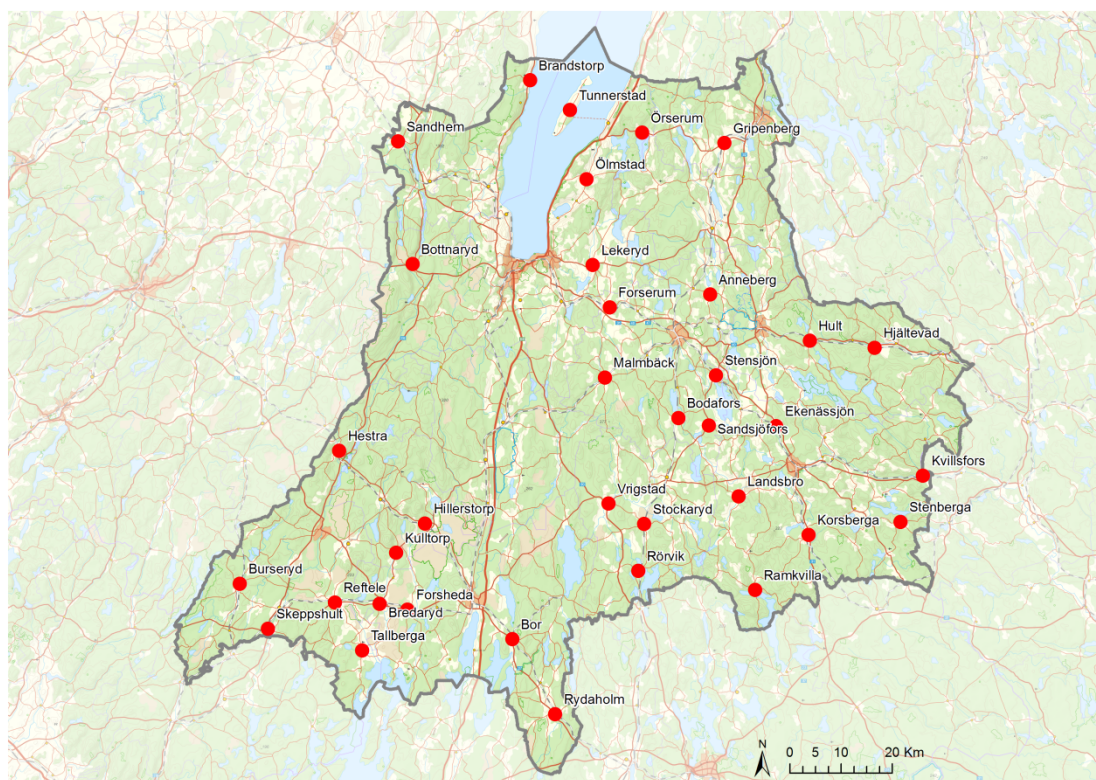 Brandstorp
Tunnerstad
Örserum
Sandhem
Gripenberg
Ölmstad
Bottnaryd
Lekeryd
Anneberg
Forserum
Hult
Hjältevad
Malmbäck
Stensjön
Bodafors
Ekenässjön
Sandsjöfors
Hestra
Kvillsfors
Landsbro
Vrigstad
Hillerstorp
Stockaryd
Stenberga
Korsberga
Kulltorp
Rörvik
Burseryd
Ramkvilla
Reftele
Forsheda
Bredaryd
Skeppshult
Bor
Tallberga
Rydaholm
N
0 5 10 20 Km